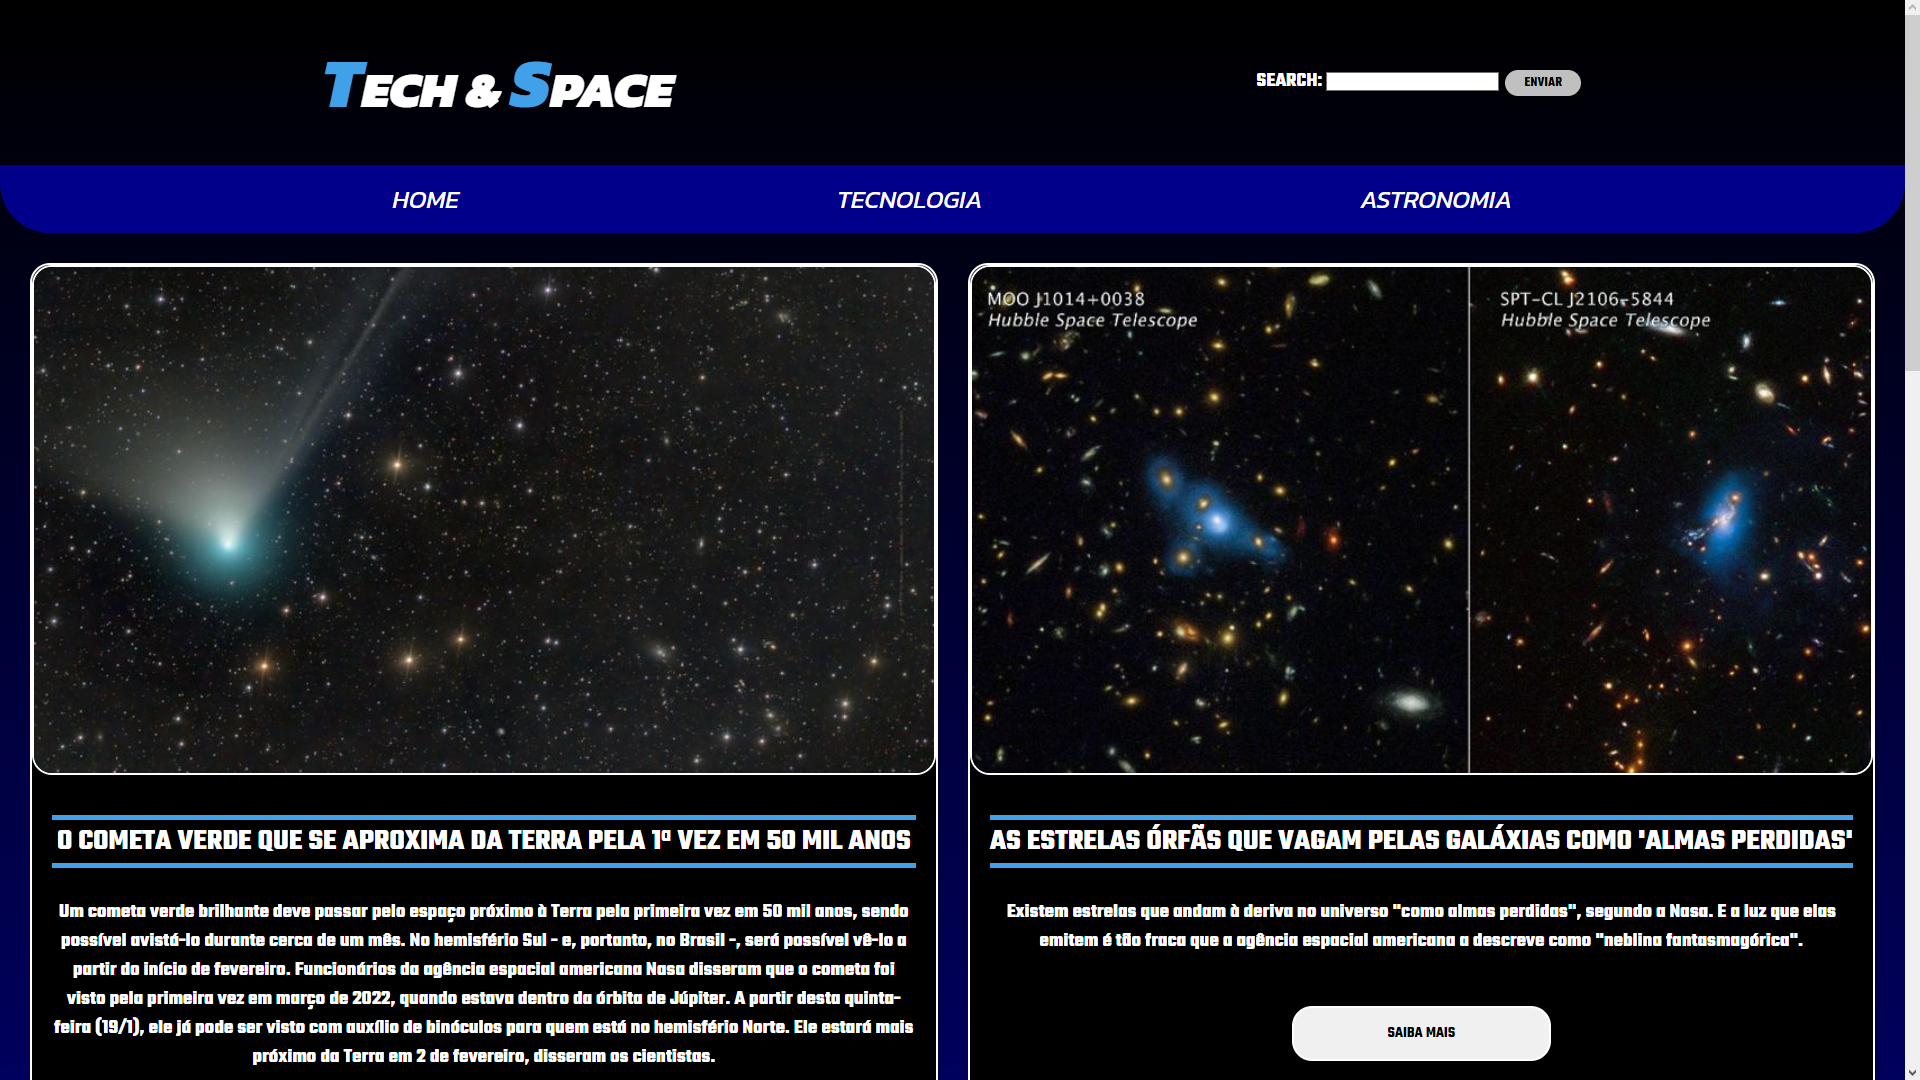 TECH & SPACE
SEARCH:
ENVIAR
HOME
TECNOLOGIA
ASTRONOMIA
MOO J1014+0038
Hubble Space Telescope
SPT-CL J2106-5844
Hubble Space Telescope
O COMETA VERDE QUE SE APROXIMA DA TERRA PELA 1ª VEZ EM 50 MIL ANOS
Um cometa verde brilhante deve passar pelo espaço próximo à Terra pela primeira vez em 50 mil anos, sendo
possível avistá-lo durante cerca de um mês. No hemisfério Sul - e, portanto, no Brasil -, será possível vê-lo a
partir do início de fevereiro. Funcionários da agência espacial americana Nasa disseram que o cometa foi
visto pela primeira vez em março de 2022, quando estava dentro da órbita de Júpiter. A partir desta quinta-
feira (19/1), ele já pode ser visto com auxílio de binóculos para quem está no hemisfério Norte. Ele estará mais
próximo da Terra em 2 de fevereiro, disseram os cientistas.
AS ESTRELAS ÓRFÃS QUE VAGAM PELAS GALÁXIAS COMO 'ALMAS PERDIDAS'
Existem estrelas que andam à deriva no universo "como almas perdidas", segundo a Nasa. E a luz que elas
emitem é tão fraca que a agência espacial americana a descreve como "neblina fantasmagórica".
SAIBA MAIS